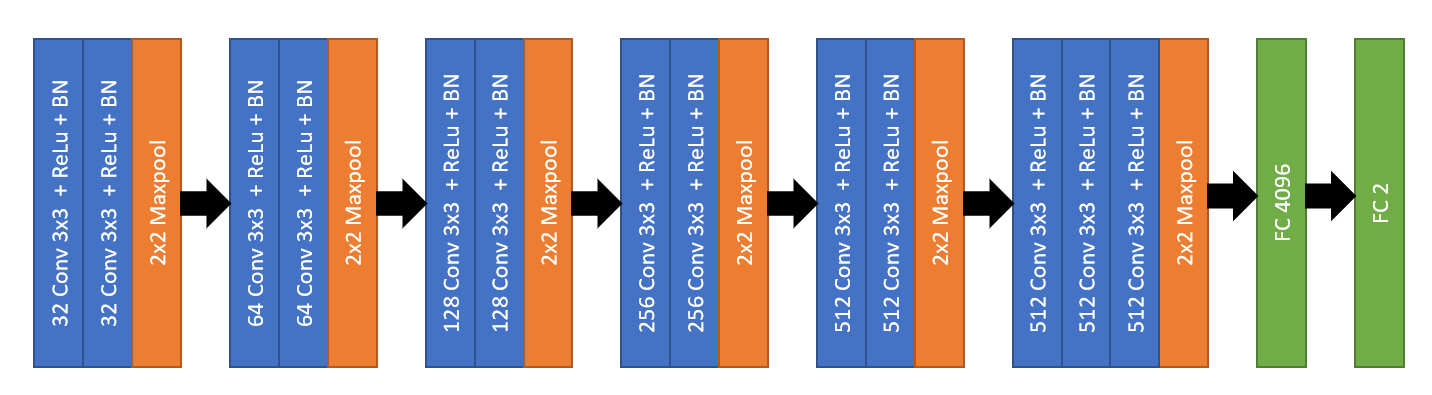 32 Conv 3x3 + ReLu + BN
32 Conv 3x3 + ReLu + BN
2x2 Maxpool
64 Conv 3x3 + ReLu + BN
64 Conv 3x3 + ReLu + BN
2x2 Maxpool
128 Conv 3x3 + ReLu + BN
128 Conv 3x3 + ReLu + BN
2x2 Maxpool
256 Conv 3x3 + ReLu + BN
256 Conv 3x3 + ReLu + BN
2x2 Maxpool
512 Conv 3x3 + ReLu + BN
512 Conv 3x3 + ReLu + BN
2x2 Maxpool
512 Conv 3x3 + ReLu + BN
512 Conv 3x3 + ReLu + BN
512 Conv 3x3 + ReLu + BN
2x2 Maxpool
FC 4096
FC 2